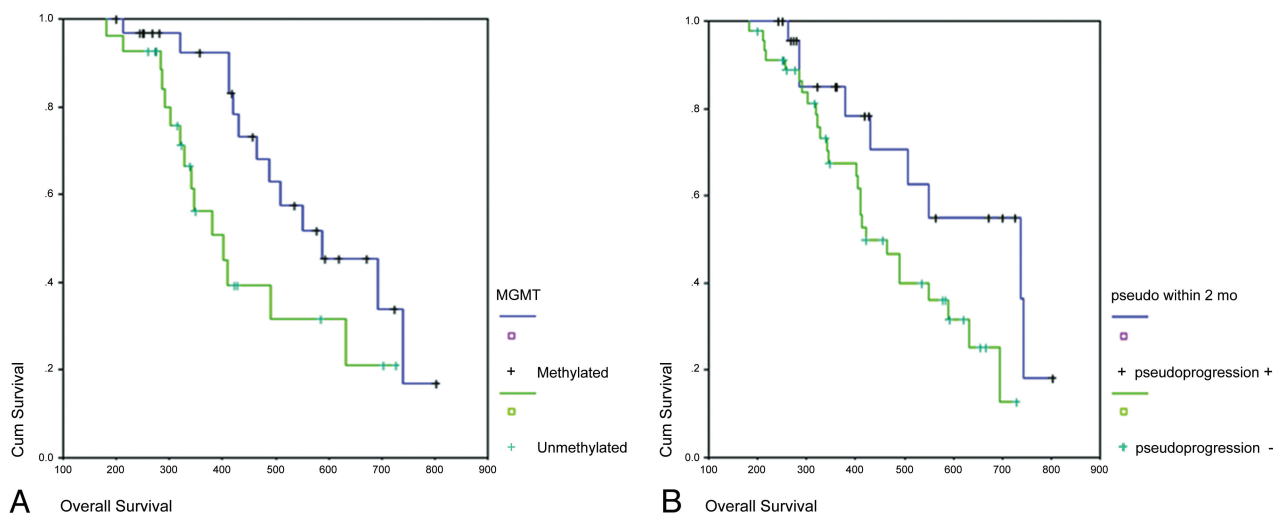 1.0
.8
.6
.4
.2
0.0
Cum Survival
100 200 300 400 500 600 700 800 900
A Overall Survival
MGMT
+ Methylated
+ Unmethylated
1.0
.8
.6
.4
.2
0.0
Cum Survival
100 200 300 400 500 600 700 800 900
B Overall Survival
pseudo within 2 mo
+ pseudoprogression +
+ pseudoprogression -